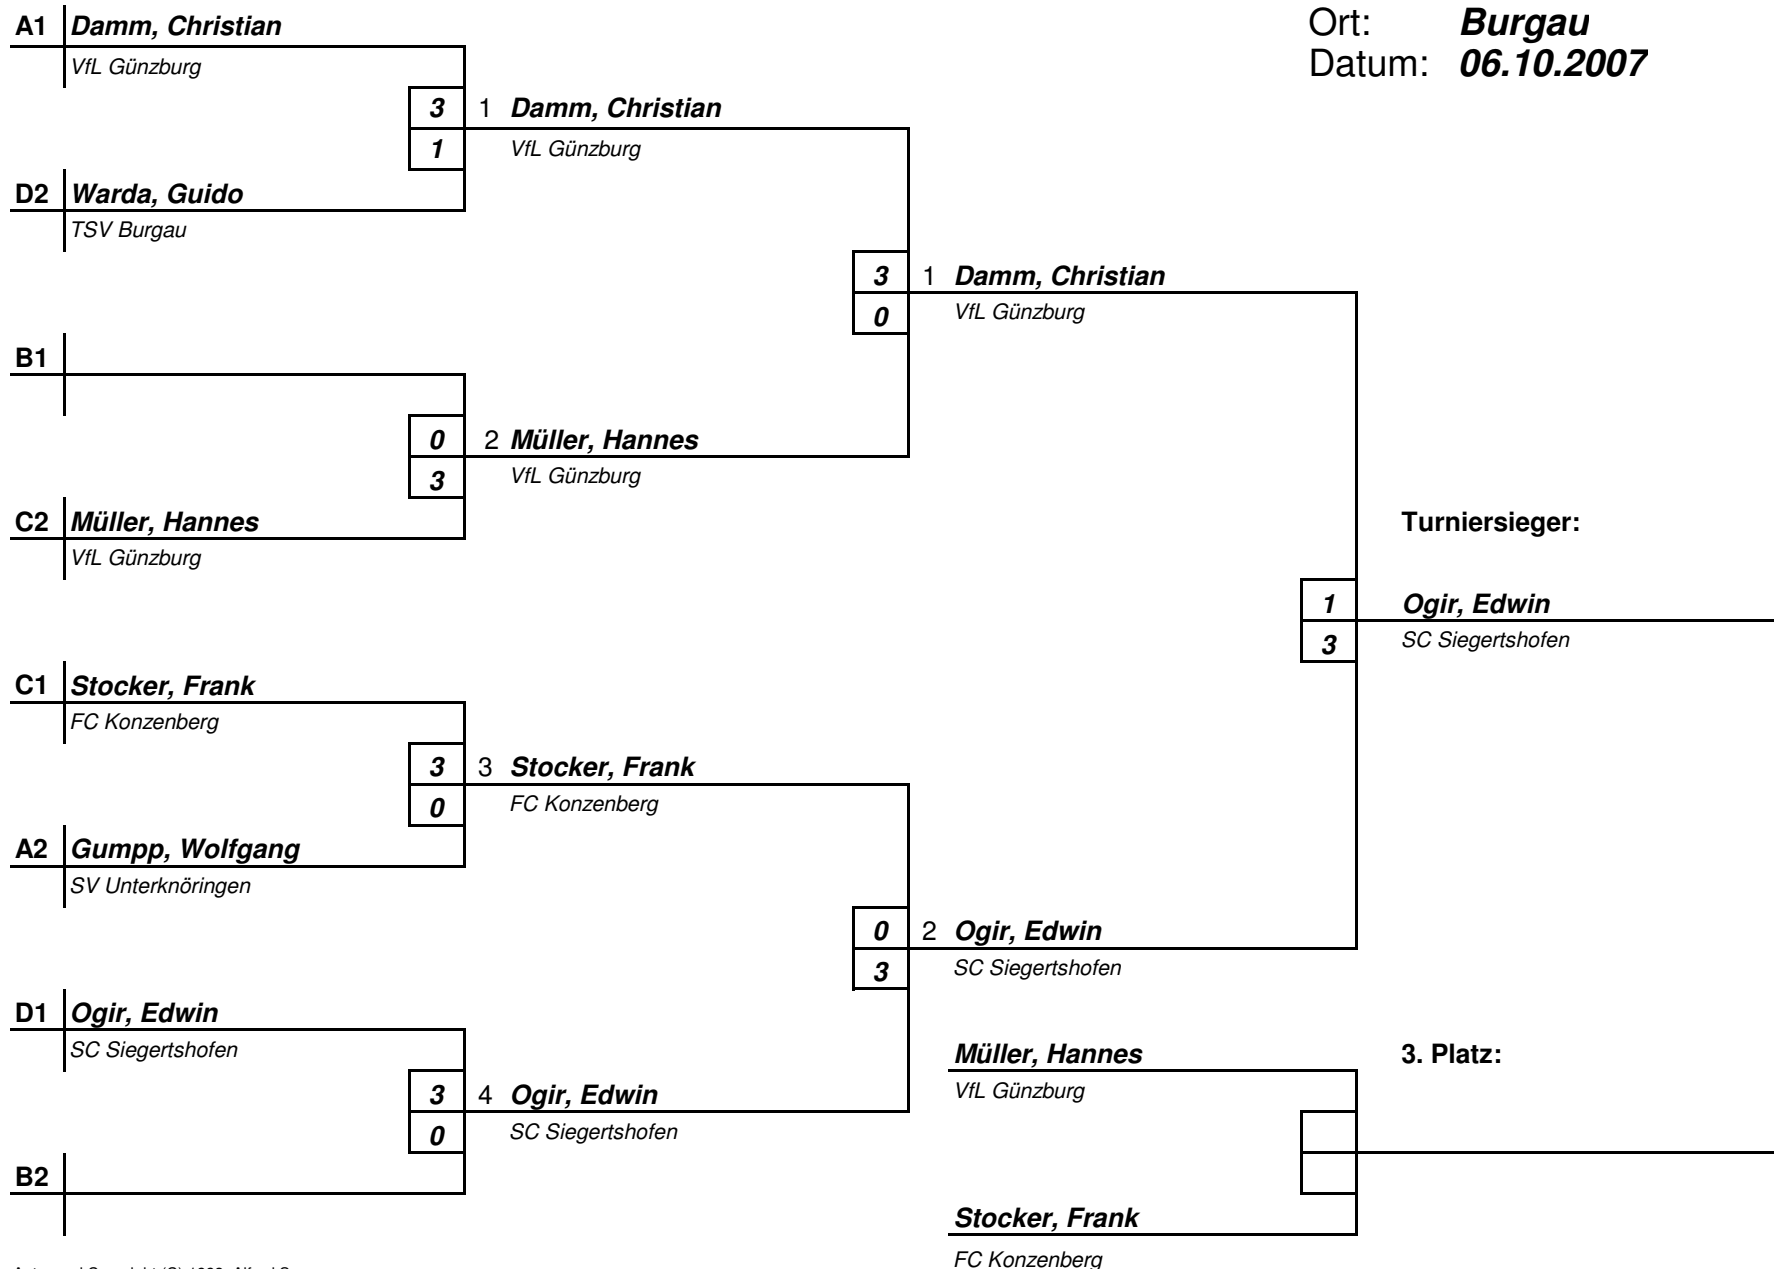 A1 Damm, Christian
VfL Günzburg
Ort: Burgau
Datum: 06.10.2007
3 1 Damm, Christian
1 VfL Günzburg
D2 Warda, Guido
TSV Burgau
3 1 Damm, Christian
0 VfL Günzburg
B1
0 2 Müller, Hannes
3 VfL Günzburg
C2 Müller, Hannes
VfL Günzburg
Turniersieger:
1 Ogir, Edwin
3 SC Siegertshofen
C1 Stocker, Frank
FC Konzenberg
3 3 Stocker, Frank
0 FC Konzenberg
A2 Gumpp, Wolfgang
SV Unterknöringen
0 2 Ogir, Edwin
3 SC Siegertshofen
D1 Ogir, Edwin
SC Siegertshofen
Müller, Hannes
VfL Günzburg
3. Platz:
3 4 Ogir, Edwin
0 SC Siegertshofen
B2
Stocker, Frank
FC Konzenberg